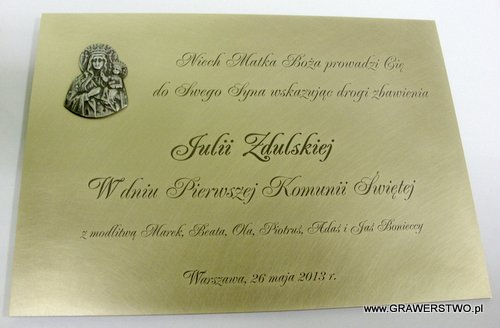 Niech Matka Boża prowadzi Cię
do Swego Syna wskazując drogi zbawienia
Julii Zdulskiej
W dniu Pierwszej Komunii Świętej
z modlitwą Marek, Beata, Ola, Piotruś, Adaś i Jaś Bonieccy
Warszawa, 26 maja 2013 r.
www.GRAWERSTWO.pl